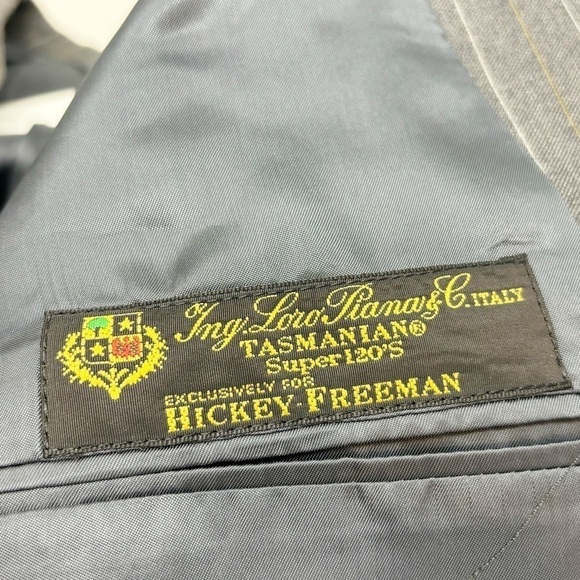 Ing. Loro Piana & C. ITALY
TASMANIAN®
Super 120'S
EXCLUSIVELY FOR
HICKEY-FREEMAN